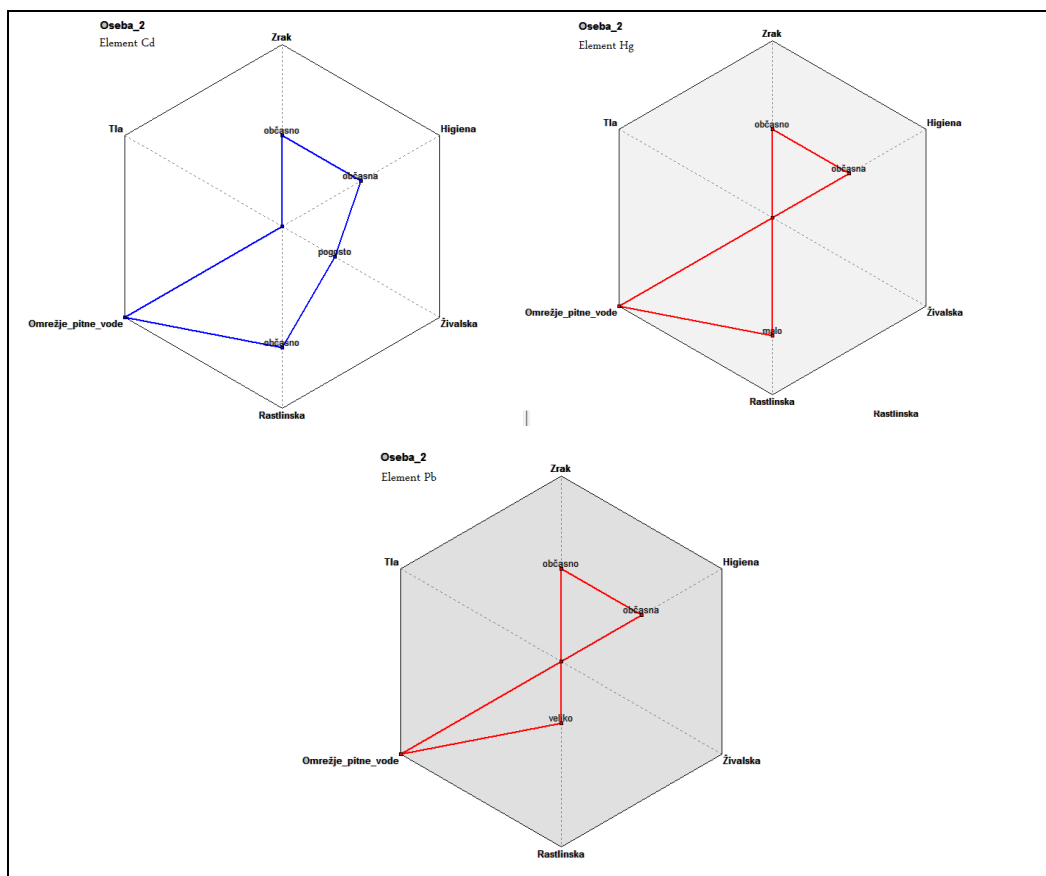 Oseba_2
Element Cd
Zrak
Tla
Higiena
občasno
občasna
pogosto
Omrežje_pitne_vode
Živalska
občasno
Rastlinska
Oseba_2
Element Hg
Zrak
Tla
Higiena
občasno
občasna
Omrežje_pitne_vode
Živalska
malo
Rastlinska
Rastlinska
Oseba_2
Element Pb
Zrak
Tla
Higiena
občasno
občasna
veliko
Omrežje_pitne_vode
Živalska
Rastlinska